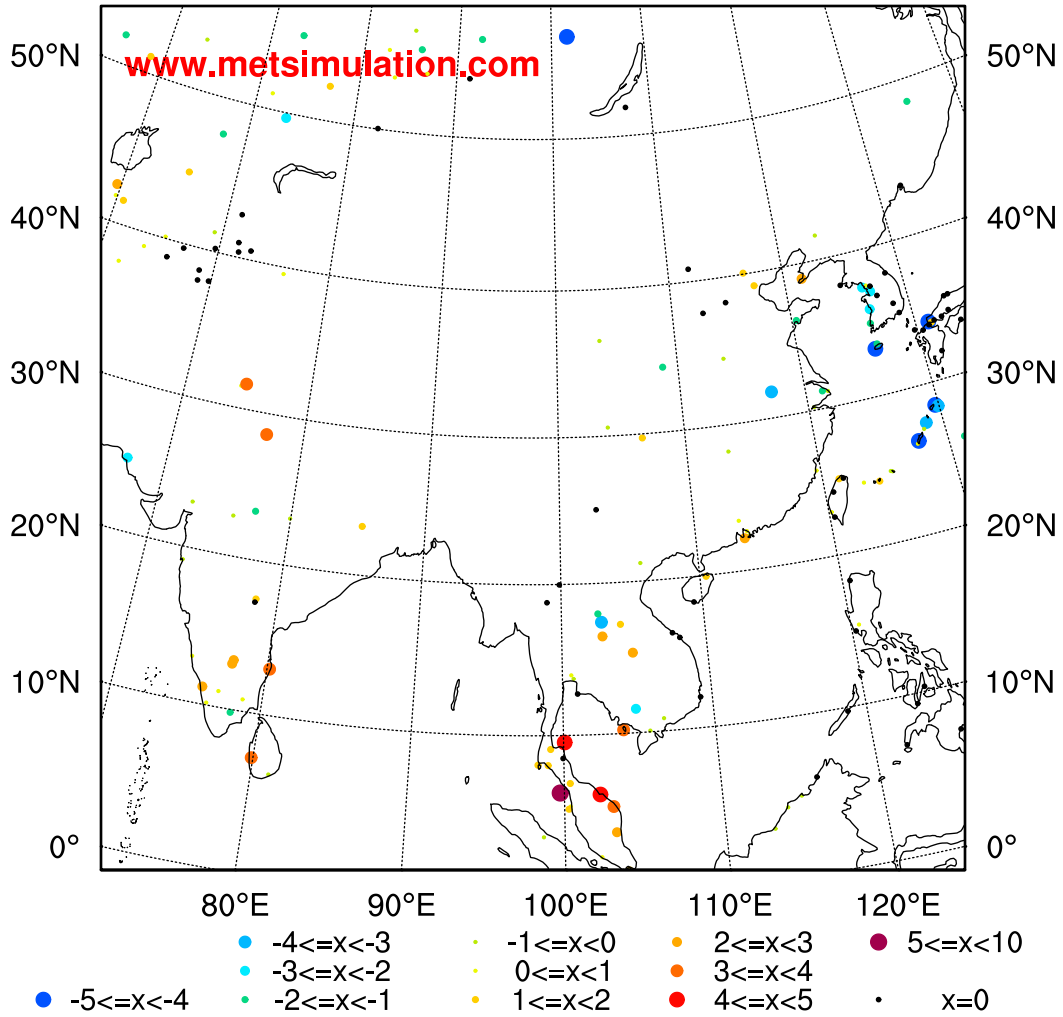 50°N 50°N
www.metsimulation.com
40°N 40°N
30°N 30°N
20°N 20°N
10°N 10°N
0° 0°
80°E 90°E 100°E 110°E 120°E
-4<=x<-3 -1<=x<0 2<=x<3 5<=x<10
-3<=x<-2 0<=x<1 3<=x<4
-5<=x<-4 -2<=x<-1 1<=x<2 4<=x<5 x=0